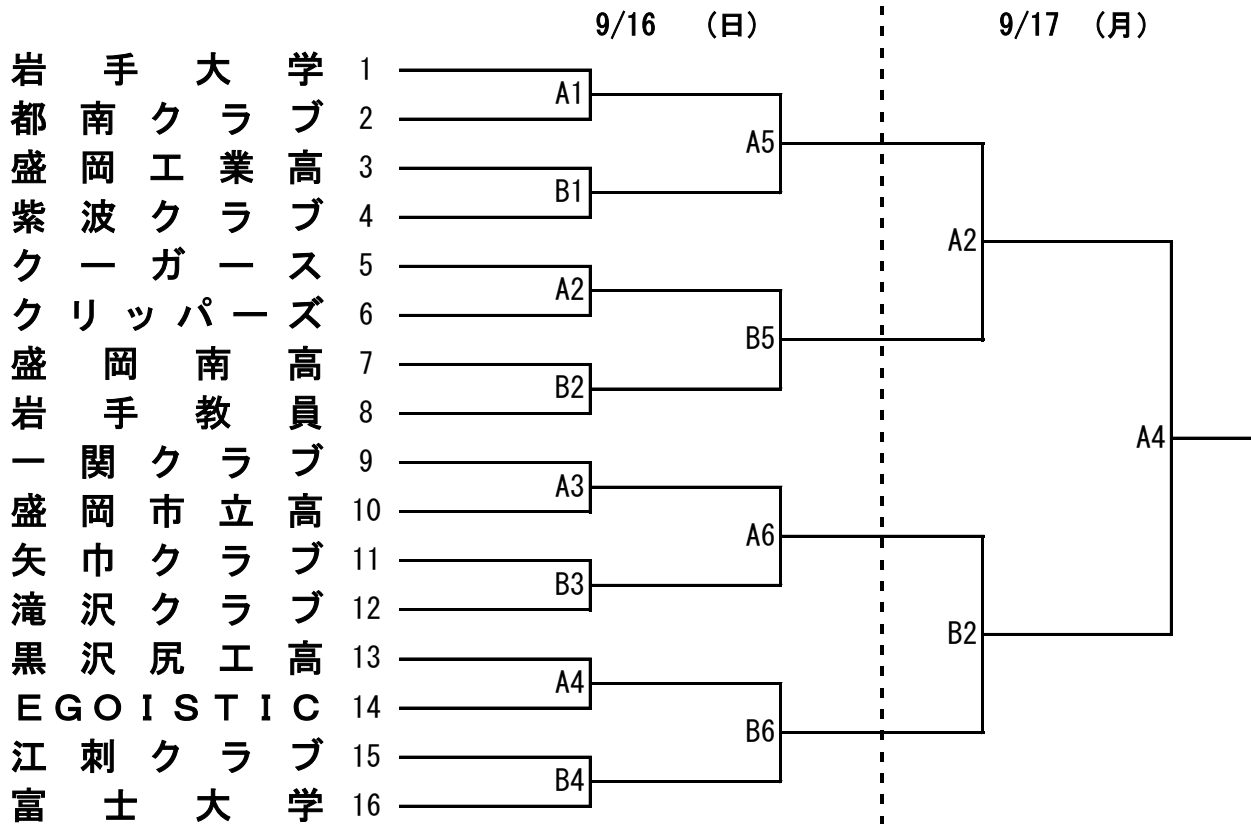 9/16 （日） 9/17 （月）
岩手大学 1
A1
都南クラブ 2
A5
盛岡工業高 3
B1
紫波クラブ 4
A2
クーガース 5
A2
クリッパーズ 6
B5
盛岡南高 7
B2
岩手教員 8
A4
一関クラブ 9
A3
盛岡市立高 10
A6
矢巾クラブ 11
B3
滝沢クラブ 12
B2
黒沢尻工高 13
A4
ＥＧＯＩＳＴＩＣ 14
B6
江刺クラブ 15
B4
富士大学 16